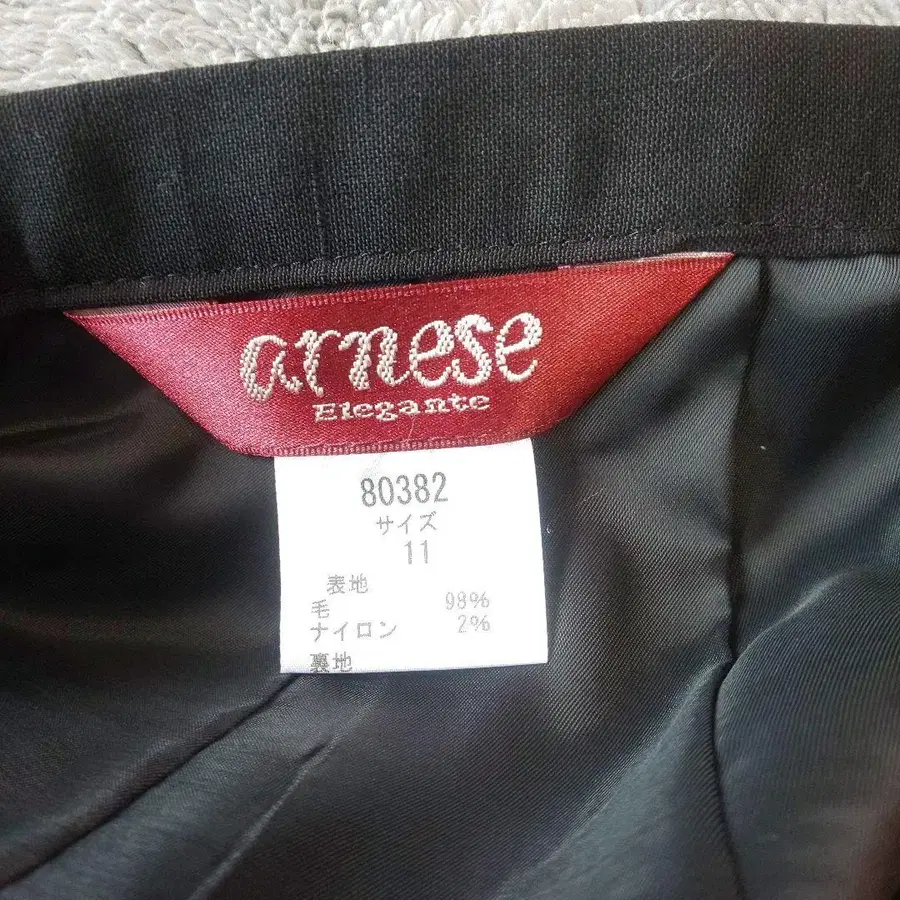 arnese
Elegante
80382
サイズ
11
表地
毛 98%
ナイロン 2%
裏地